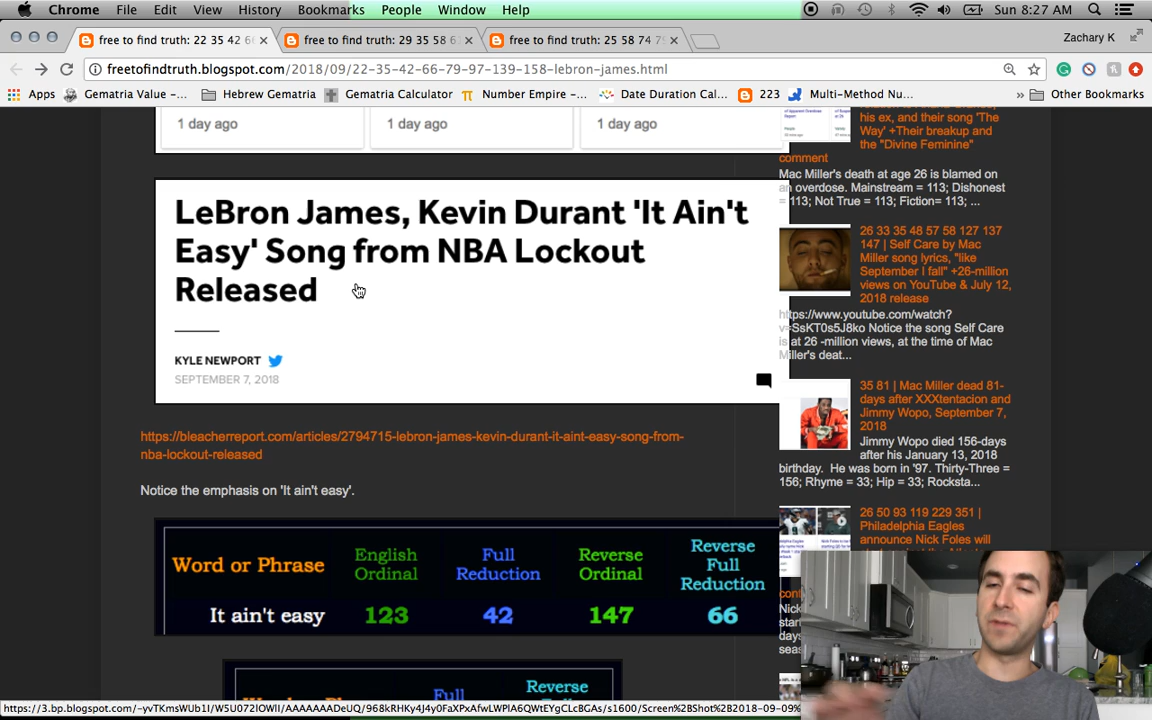 Chrome File Edit View History Bookmarks People Window Help Sun 8:27 AM
free to find truth: 22 35 42 66 × free to find truth: 29 35 58 6 × free to find truth: 25 58 74 79 × Zachary K
freetofindtruth.blogspot.com/2018/09/22-35-42-66-79-97-139-158-lebron-james.html
Apps Gematria Value -... Hebrew Gematria Gematria Calculator Number Empire -... Date Duration Cal... 223 Multi-Method Nu... » Other Bookmarks
1 day ago 1 day ago 1 day ago
LeBron James, Kevin Durant 'It Ain't
Easy' Song from NBA Lockout
Released
KYLE NEWPORT
SEPTEMBER 7, 2018
https://bleacherreport.com/articles/2794715-lebron-james-kevin-durant-it-aint-easy-song-from-
nba-lockout-released
Notice the emphasis on 'It ain't easy'.
Word or Phrase English Ordinal Full Reduction Reverse Ordinal Reverse Full Reduction
It ain't easy 123 42 147 66
Full Reverse
his ex, and their song 'The
Way' +Their breakup and
the "Divine Feminine"
comment
Mac Miller's death at age 26 is blamed on
an overdose. Mainstream = 113; Dishonest
= 113; Not True = 113; Fiction= 113; ...
26 33 35 48 57 58 127 137
147 | Self Care by Mac
Miller song lyrics, "like
September I fall" +26-million
views on YouTube & July 12,
2018 release
https://www.youtube.com/watch?
v=SsKT0s5J8ko Notice the song Self Care
is at 26 -million views, at the time of Mac
Miller's deat...
35 81 | Mac Miller dead 81-
days after XXXtentacion and
Jimmy Wopo, September 7,
2018
Jimmy Wopo died 156-days
after his January 13, 2018
birthday. He was born in '97. Thirty-Three =
156; Rhyme = 33; Hip = 33; Rocksta...
26 50 93 119 229 351 |
Philadelphia Eagles
announce Nick Foles will